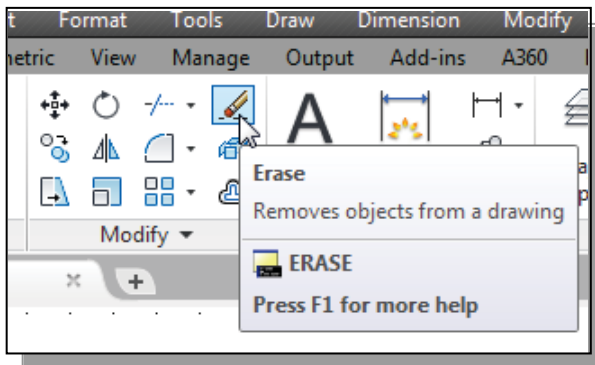 Format Tools Draw Dimension Modify
View Manage Output Add-ins A360
A
Erase
Removes objects from a drawing
Modify
ERASE
Press F1 for more help